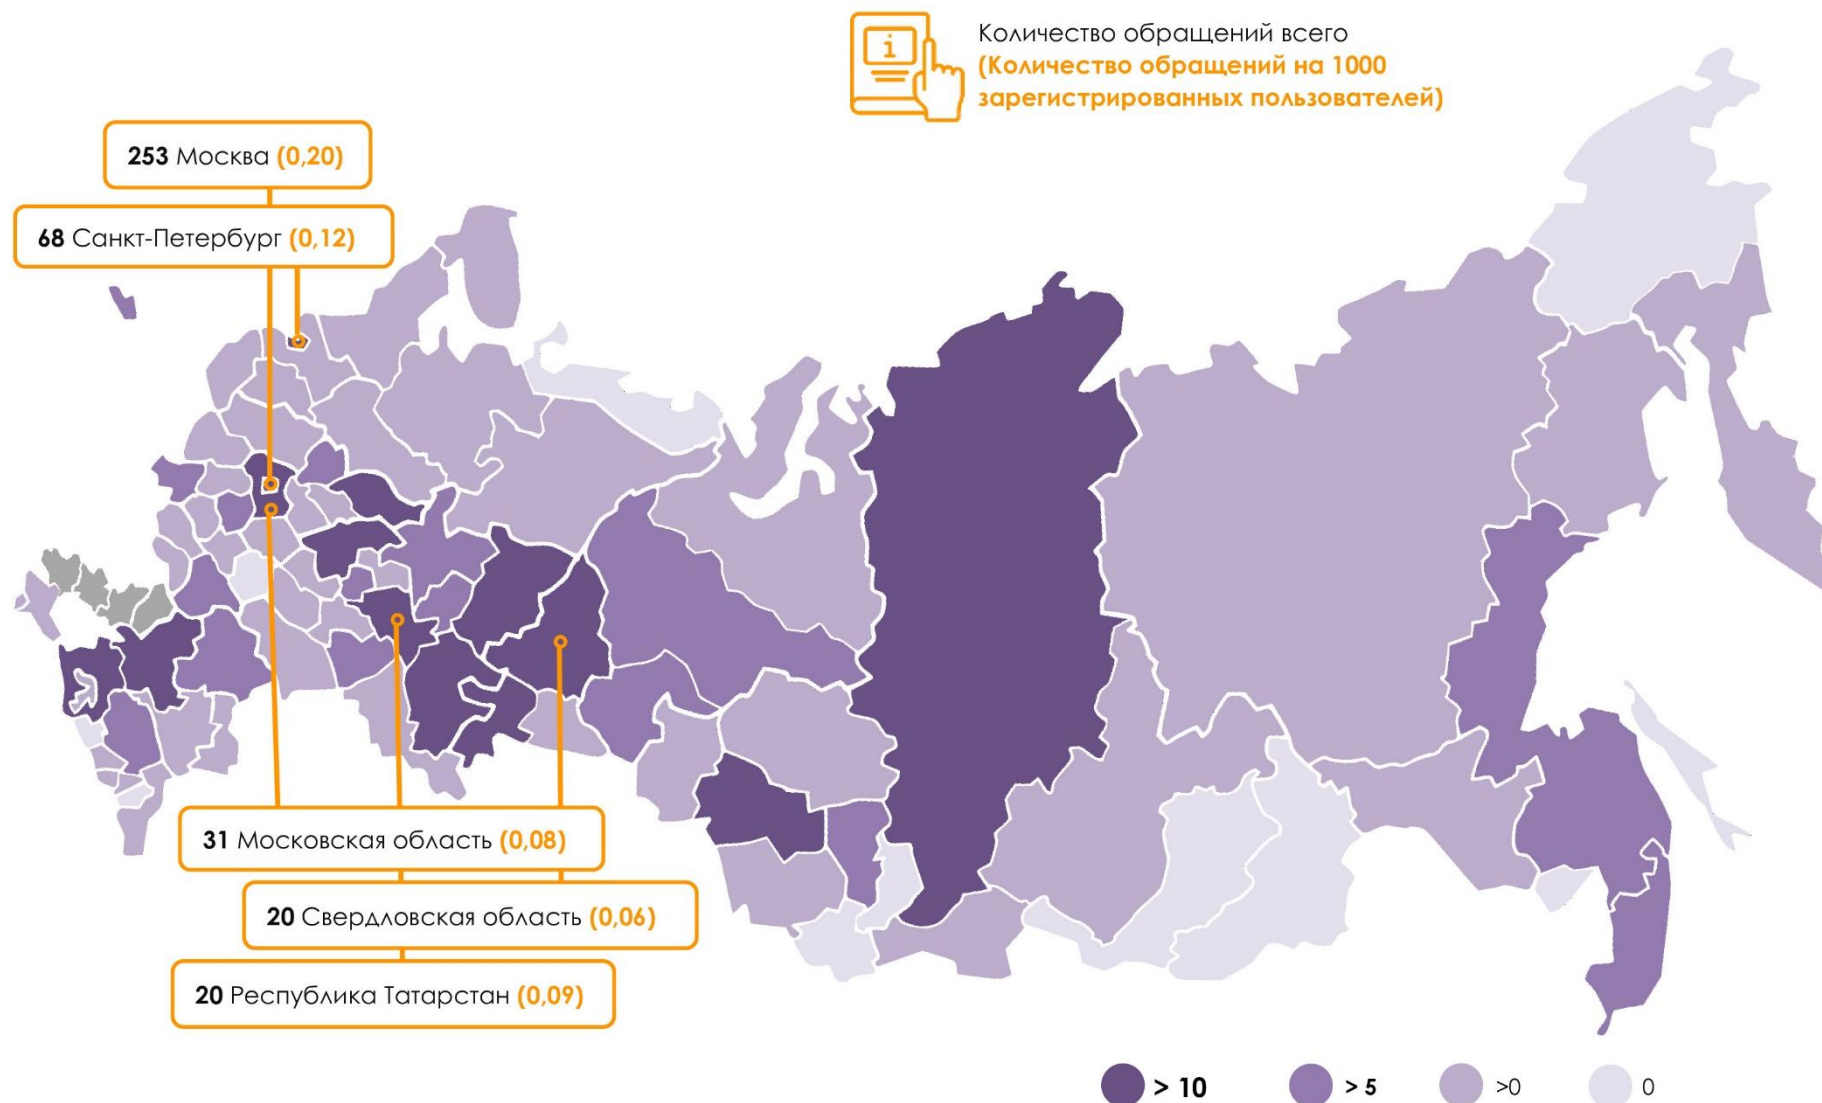 i
Количество обращений всего
(Количество обращений на 1000
зарегистрированных пользователей)
253 Москва (0,20)
68 Санкт-Петербург (0,12)
31 Московская область (0,08)
20 Свердловская область (0,06)
20 Республика Татарстан (0,09)
> 10
> 5
>0
0